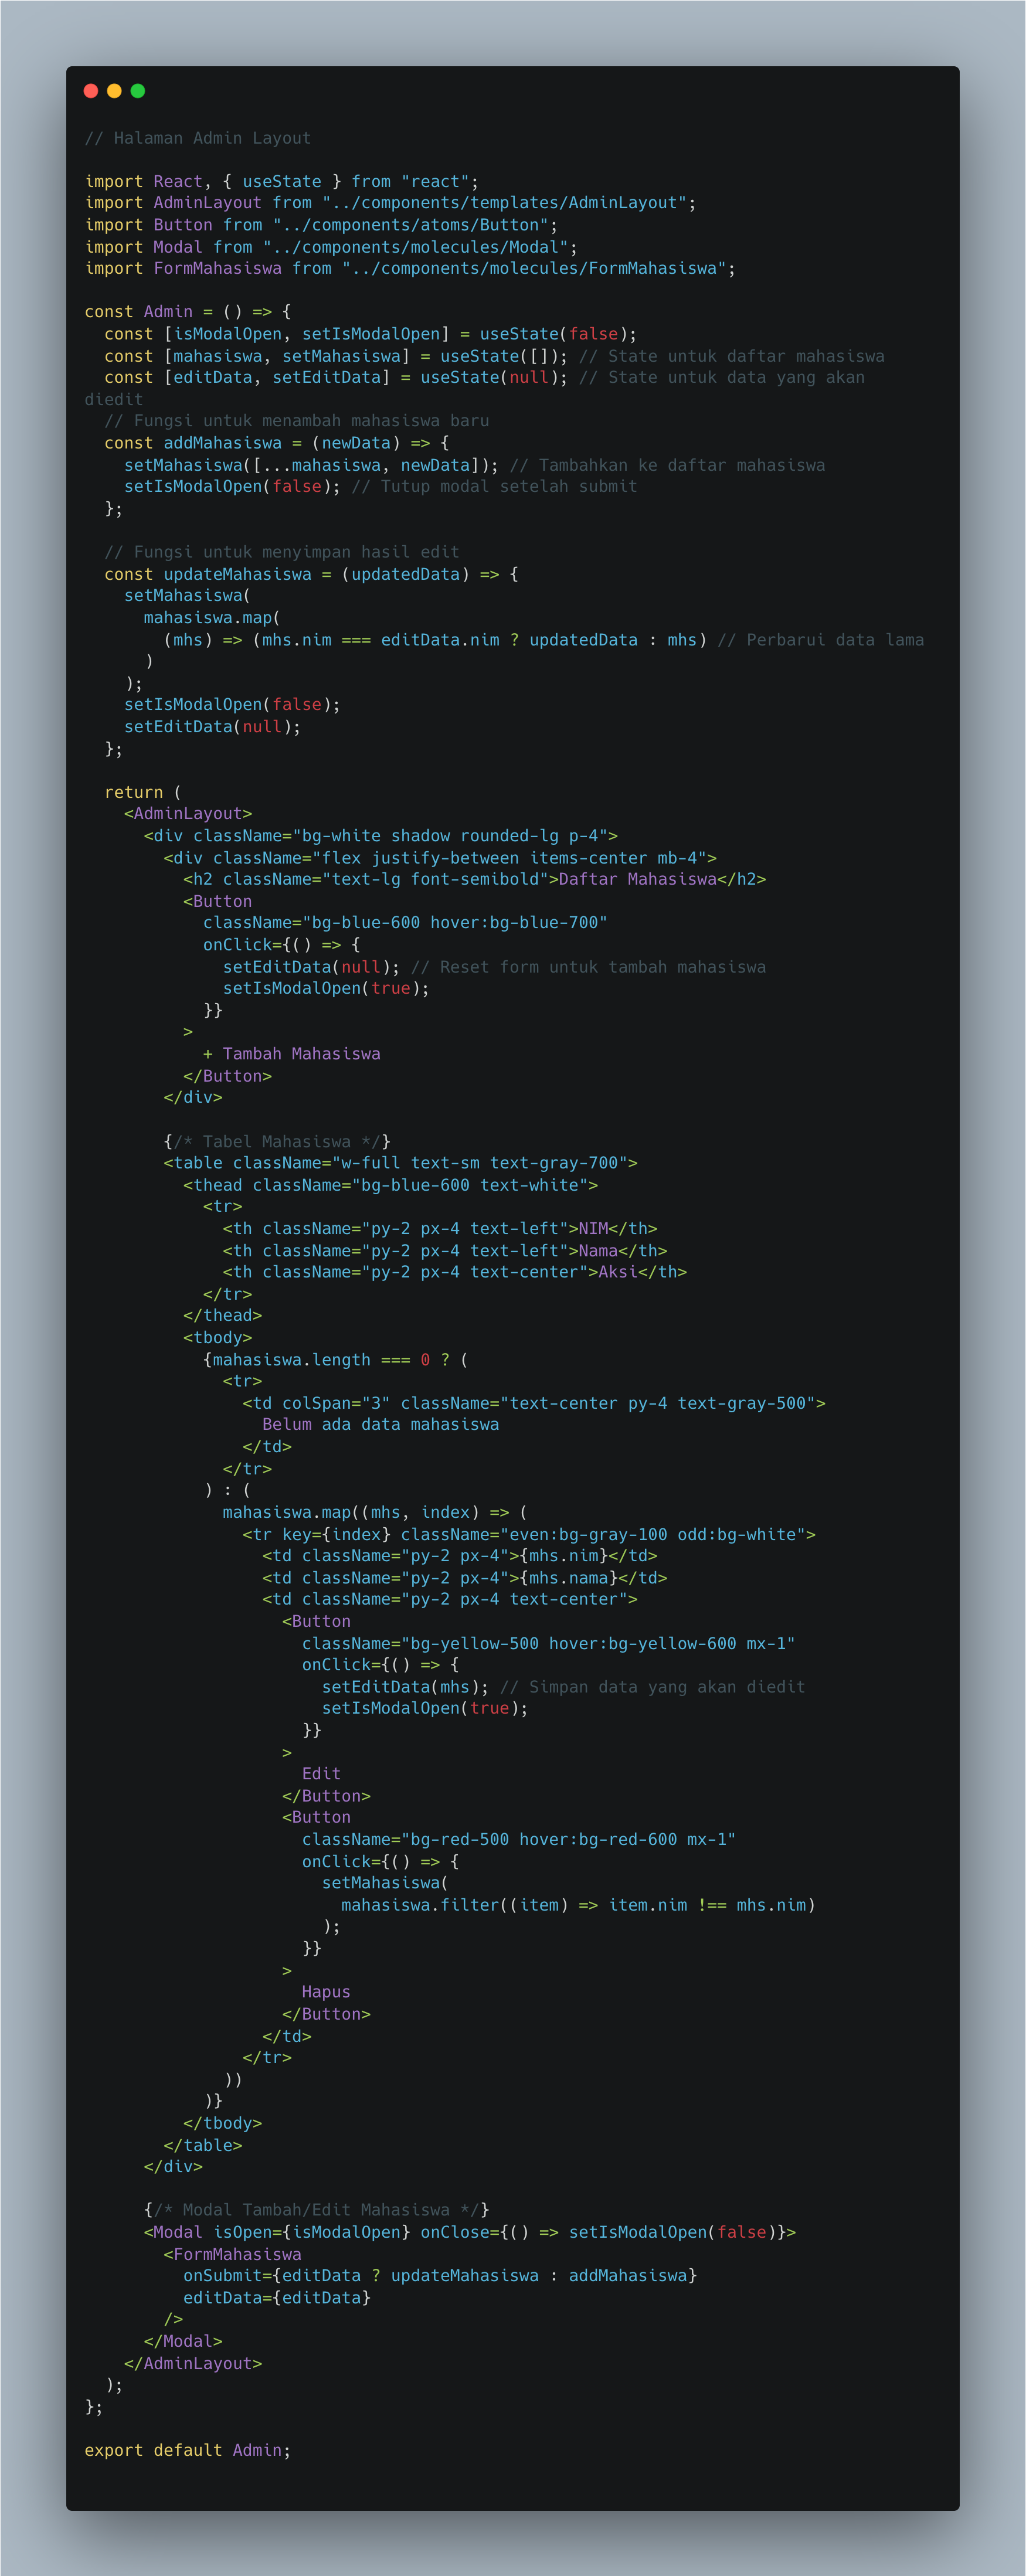 // Halaman Admin Layout

import React, { useState } from "react";
import AdminLayout from "../components/templates/AdminLayout";
import Button from "../components/atoms/Button";
import Modal from "../components/molecules/Modal";
import FormMahasiswa from "../components/molecules/FormMahasiswa";

const Admin = () => {
  const [isModalOpen, setIsModalOpen] = useState(false);
  const [mahasiswa, setMahasiswa] = useState([]); // State untuk daftar mahasiswa
  const [editData, setEditData] = useState(null); // State untuk data yang akan
diedit
  // Fungsi untuk menambah mahasiswa baru
  const addMahasiswa = (newData) => {
    setMahasiswa([...mahasiswa, newData]); // Tambahkan ke daftar mahasiswa
    setIsModalOpen(false); // Tutup modal setelah submit
  };

  // Fungsi untuk menyimpan hasil edit
  const updateMahasiswa = (updatedData) => {
    setMahasiswa(
      mahasiswa.map(
        (mhs) => (mhs.nim === editData.nim ? updatedData : mhs) // Perbarui data lama
      )
    );
    setIsModalOpen(false);
    setEditData(null);
  };

  return (
    <AdminLayout>
      <div className="bg-white shadow rounded-lg p-4">
        <div className="flex justify-between items-center mb-4">
          <h2 className="text-lg font-semibold">Daftar Mahasiswa</h2>
          <Button
            className="bg-blue-600 hover:bg-blue-700"
            onClick={() => {
              setEditData(null); // Reset form untuk tambah mahasiswa
              setIsModalOpen(true);
            }}
          >
            + Tambah Mahasiswa
          </Button>
        </div>

        {/* Tabel Mahasiswa */}
        <table className="w-full text-sm text-gray-700">
          <thead className="bg-blue-600 text-white">
            <tr>
              <th className="py-2 px-4 text-left">NIM</th>
              <th className="py-2 px-4 text-left">Nama</th>
              <th className="py-2 px-4 text-center">Aksi</th>
            </tr>
          </thead>
          <tbody>
            {mahasiswa.length === 0 ? (
              <tr>
                <td colSpan="3" className="text-center py-4 text-gray-500">
                  Belum ada data mahasiswa
                </td>
              </tr>
            ) : (
              mahasiswa.map((mhs, index) => (
                <tr key={index} className="even:bg-gray-100 odd:bg-white">
                  <td className="py-2 px-4">{mhs.nim}</td>
                  <td className="py-2 px-4">{mhs.nama}</td>
                  <td className="py-2 px-4 text-center">
                    <Button
                      className="bg-yellow-500 hover:bg-yellow-600 mx-1"
                      onClick={() => {
                        setEditData(mhs); // Simpan data yang akan diedit
                        setIsModalOpen(true);
                      }}
                    >
                      Edit
                    </Button>
                    <Button
                      className="bg-red-500 hover:bg-red-600 mx-1"
                      onClick={() => {
                        setMahasiswa(
                          mahasiswa.filter((item) => item.nim !== mhs.nim)
                        );
                      }}
                    >
                      Hapus
                    </Button>
                  </td>
                </tr>
              ))
            )}
          </tbody>
        </table>
      </div>

      {/* Modal Tambah/Edit Mahasiswa */}
      <Modal isOpen={isModalOpen} onClose={() => setIsModalOpen(false)}>
        <FormMahasiswa
          onSubmit={editData ? updateMahasiswa : addMahasiswa}
          editData={editData}
        />
      </Modal>
    </AdminLayout>
  );
};

export default Admin;